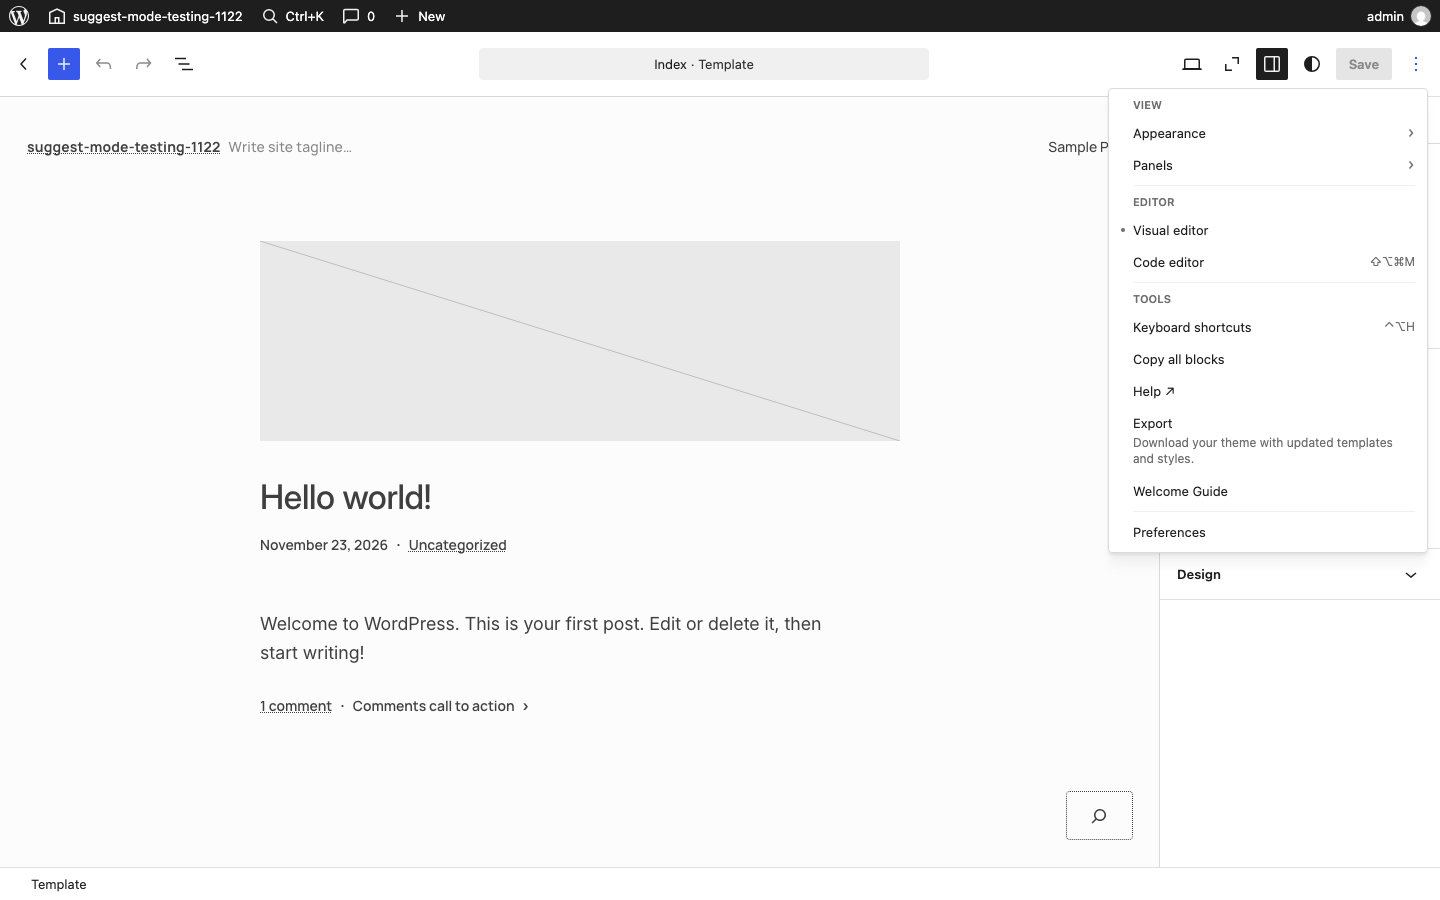 suggest-mode-testing-1122 Ctrl+K 0 New admin
Index · Template Save
suggest-mode-testing-1122 Write site tagline… Sample P
Hello world!
November 23, 2026 · Uncategorized
Welcome to WordPress. This is your first post. Edit or delete it, then
start writing!
1 comment · Comments call to action ›
VIEW
Appearance
Panels
EDITOR
Visual editor
Code editor ⇧⌥⌘M
TOOLS
Keyboard shortcuts ⌃⌥H
Copy all blocks
Help ↗
Export
Download your theme with updated templates
and styles.
Welcome Guide
Preferences
Design
Template